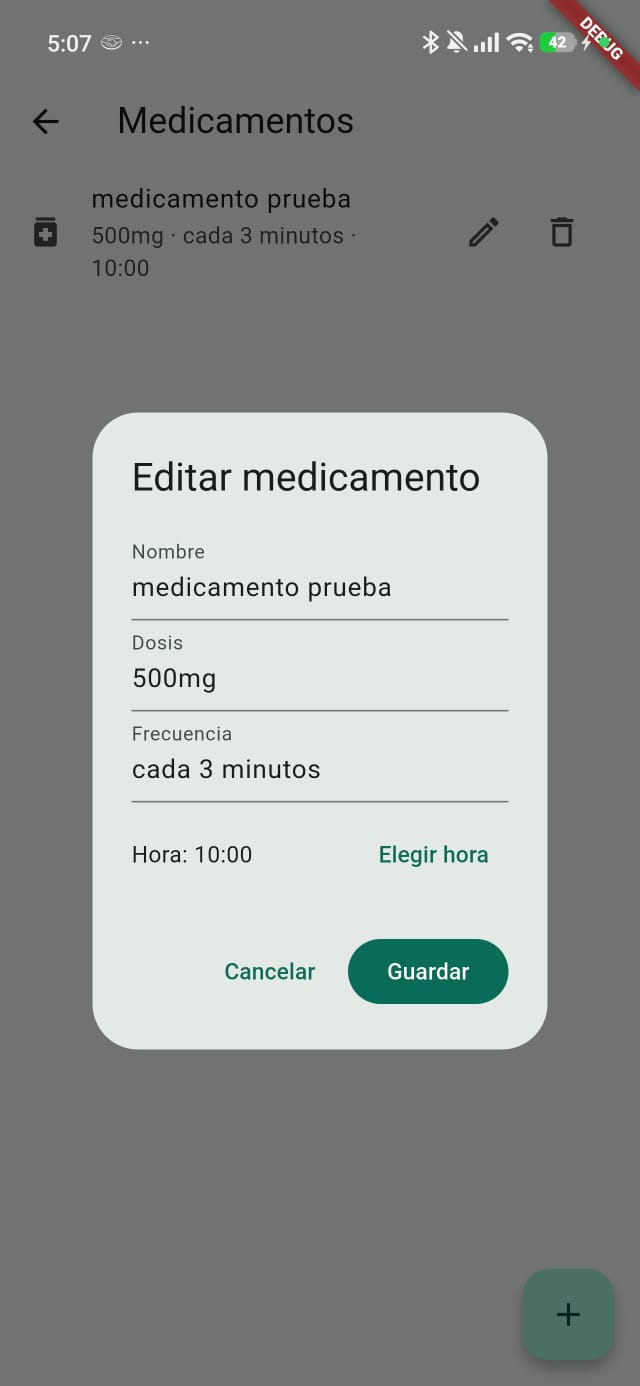 5:07
42
DEBUG
Medicamentos
medicamento prueba
500mg · cada 3 minutos ·
10:00
Editar medicamento
Nombre
medicamento prueba
Dosis
500mg
Frecuencia
cada 3 minutos
Hora: 10:00 Elegir hora
Cancelar Guardar